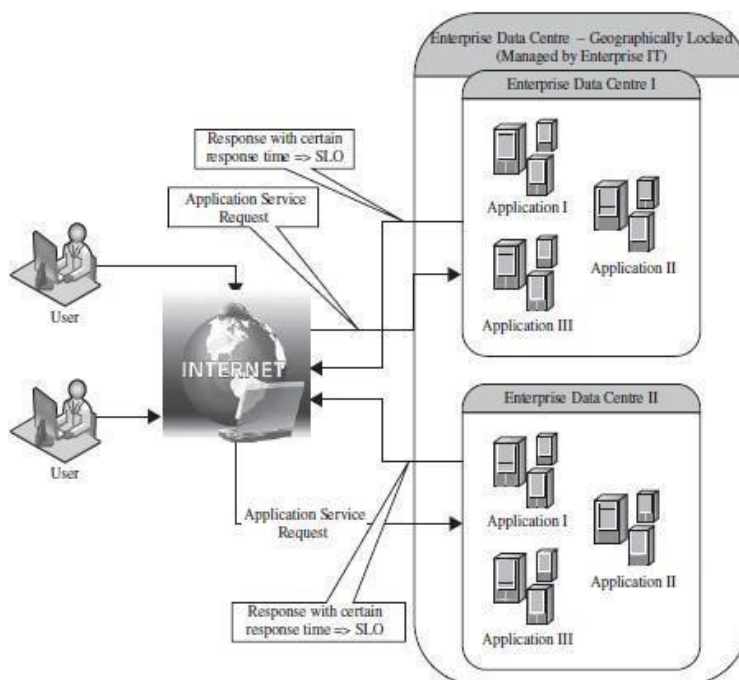 Enterprise Data Centre – Geographically Locked
(Managed by Enterprise IT)
Enterprise Data Centre I
Response with certain
response time => SLO
Application Service
Request
Application I
Application II
Application III
User
INTERNET
User
Enterprise Data Centre II
Application I
Application II
Application III
Application Service
Request
Response with certain
response time => SLO